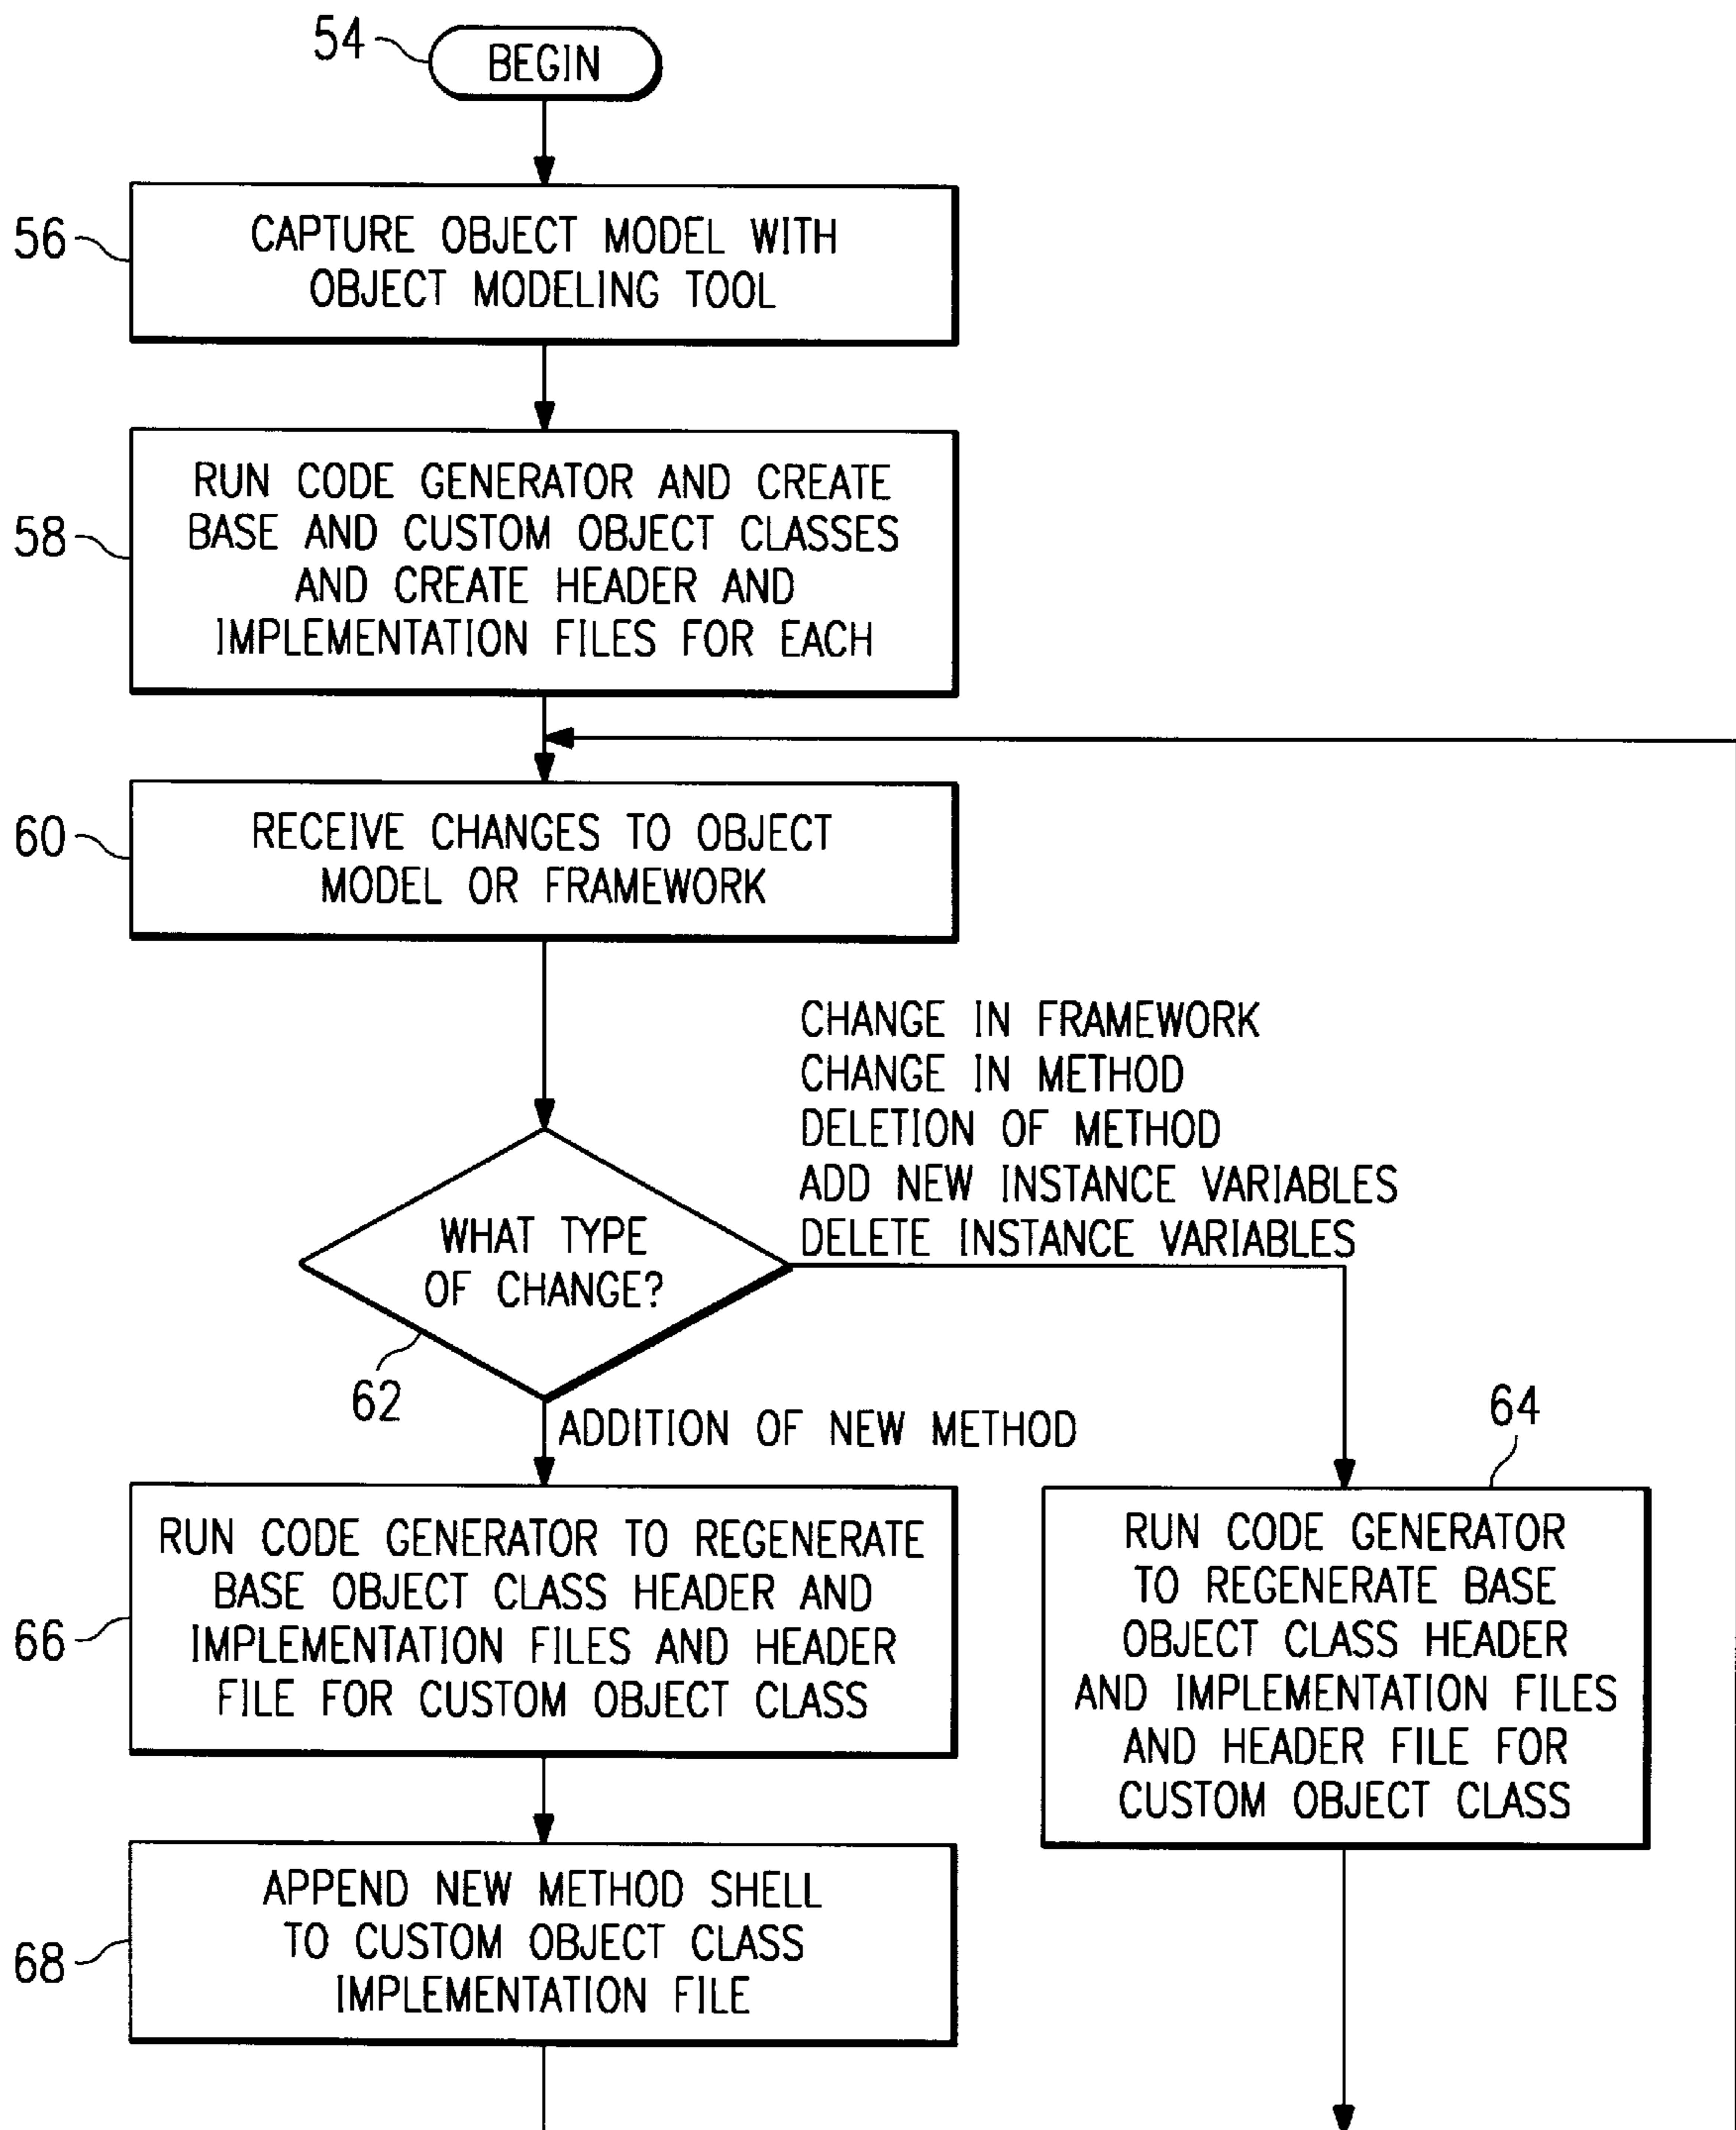 54
BEGIN
56
CAPTURE OBJECT MODEL WITH
OBJECT MODELING TOOL
58
RUN CODE GENERATOR AND CREATE
BASE AND CUSTOM OBJECT CLASSES
AND CREATE HEADER AND
IMPLEMENTATION FILES FOR EACH
60
RECEIVE CHANGES TO OBJECT
MODEL OR FRAMEWORK
CHANGE IN FRAMEWORK
CHANGE IN METHOD
DELETION OF METHOD
ADD NEW INSTANCE VARIABLES
DELETE INSTANCE VARIABLES
WHAT TYPE
OF CHANGE?
62
ADDITION OF NEW METHOD
64
66
RUN CODE GENERATOR TO REGENERATE
BASE OBJECT CLASS HEADER AND
IMPLEMENTATION FILES AND HEADER
FILE FOR CUSTOM OBJECT CLASS
RUN CODE GENERATOR
TO REGENERATE BASE
OBJECT CLASS HEADER
AND IMPLEMENTATION FILES
AND HEADER FILE FOR
CUSTOM OBJECT CLASS
68
APPEND NEW METHOD SHELL
TO CUSTOM OBJECT CLASS
IMPLEMENTATION FILE